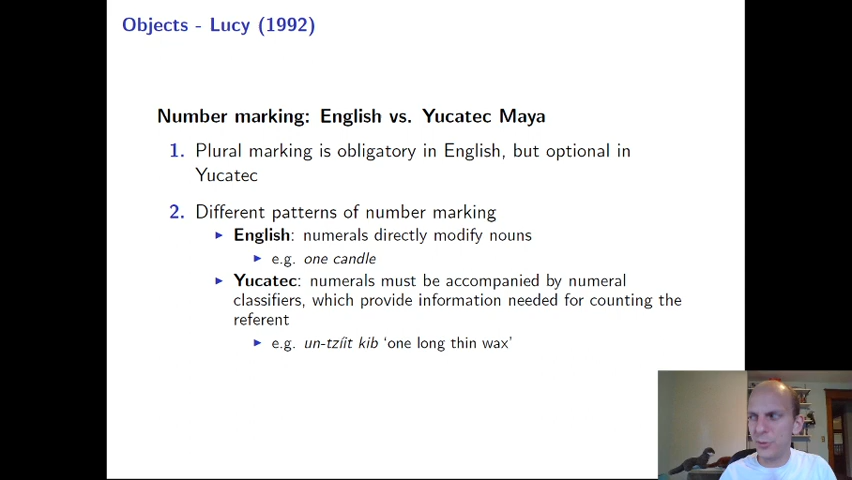 Objects - Lucy (1992)
Number marking: English vs. Yucatec Maya
1. Plural marking is obligatory in English, but optional in
Yucatec
2. Different patterns of number marking
▶ English: numerals directly modify nouns
▶ e.g. one candle
▶ Yucatec: numerals must be accompanied by numeral
classifiers, which provide information needed for counting the
referent
▶ e.g. un-tzíit kib ‘one long thin wax’